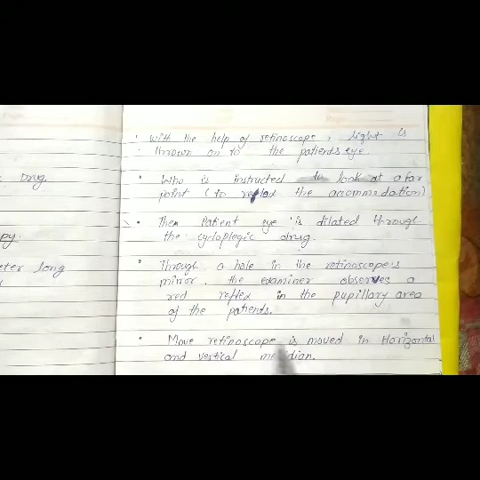 Drug.
py.
eter long
• With the help of retinoscope, light is
thrown on to the patients eye.
• Who is instructed to look at a far
point (to relax the accommodation)
• Then Patient eye is dilated through
the cycloplegic drug.
• Through a hole in the retinoscope's
mirror, the examiner observes a
red reflex in the pupillary area
of the patients.
• Move retinoscope is moved in Horizontal
and vertical meridian.